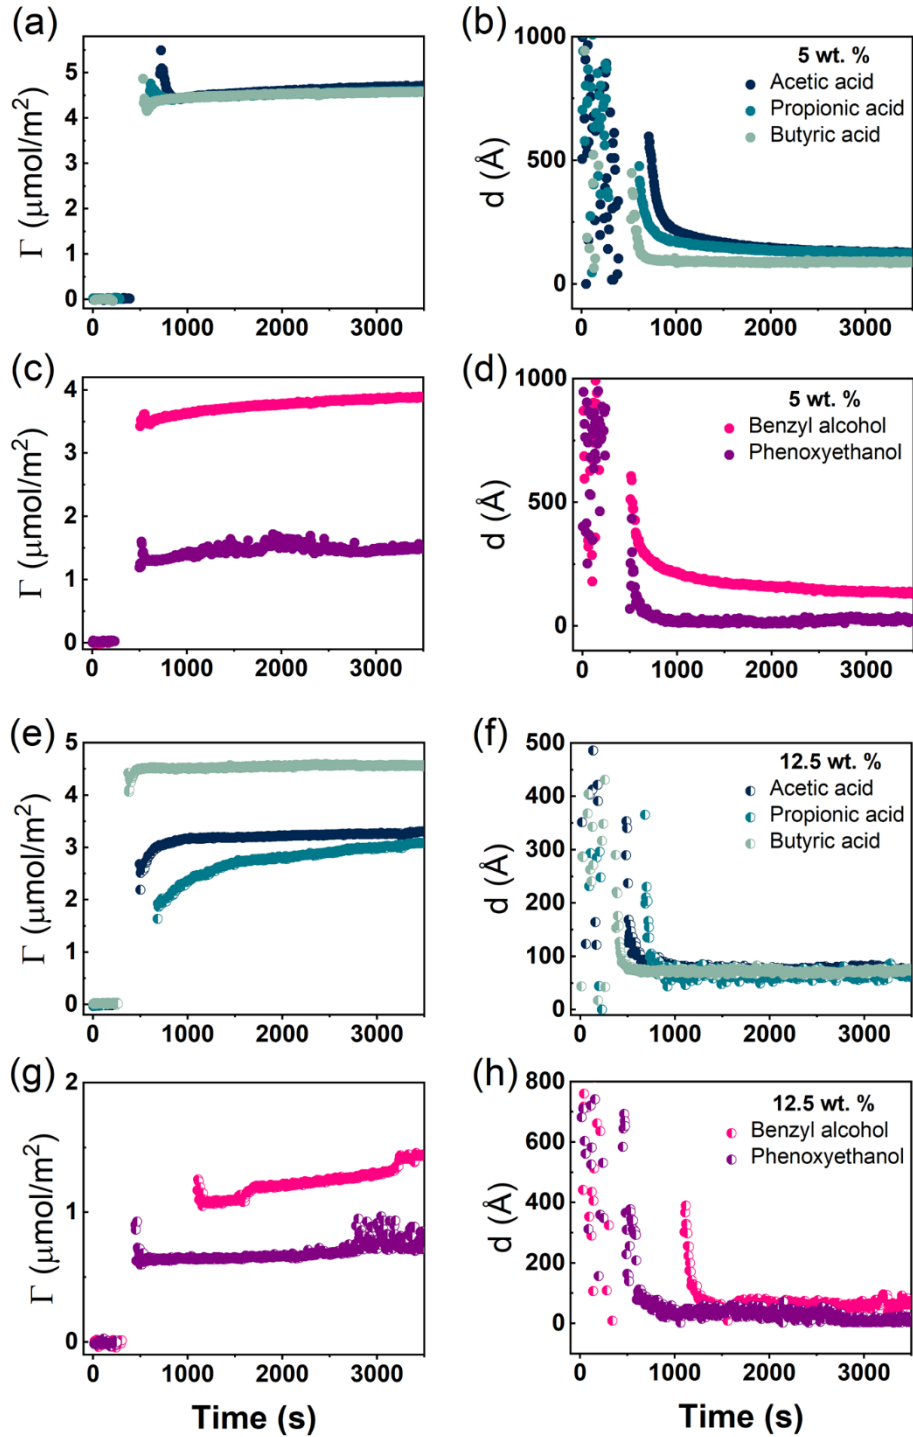 (a)
Γ (μmol/m²)
5
4
3
2
1
0
0
1000
2000
3000
(b)
d (Å)
1000
500
0
0
1000
2000
3000
5 wt. %
Acetic acid
Propionic acid
Butyric acid
(c)
Γ (μmol/m²)
4
3
2
1
0
0
1000
2000
3000
(d)
d (Å)
1000
500
0
0
1000
2000
3000
5 wt. %
Benzyl alcohol
Phenoxyethanol
(e)
Γ (μmol/m²)
5
4
3
2
1
0
0
1000
2000
3000
(f)
d (Å)
500
400
300
200
100
0
0
1000
2000
3000
12.5 wt. %
Acetic acid
Propionic acid
Butyric acid
(g)
Γ (μmol/m²)
2
1
0
0
1000
2000
3000
Time (s)
(h)
d (Å)
800
600
400
200
0
0
1000
2000
3000
12.5 wt. %
Benzyl alcohol
Phenoxyethanol
Time (s)